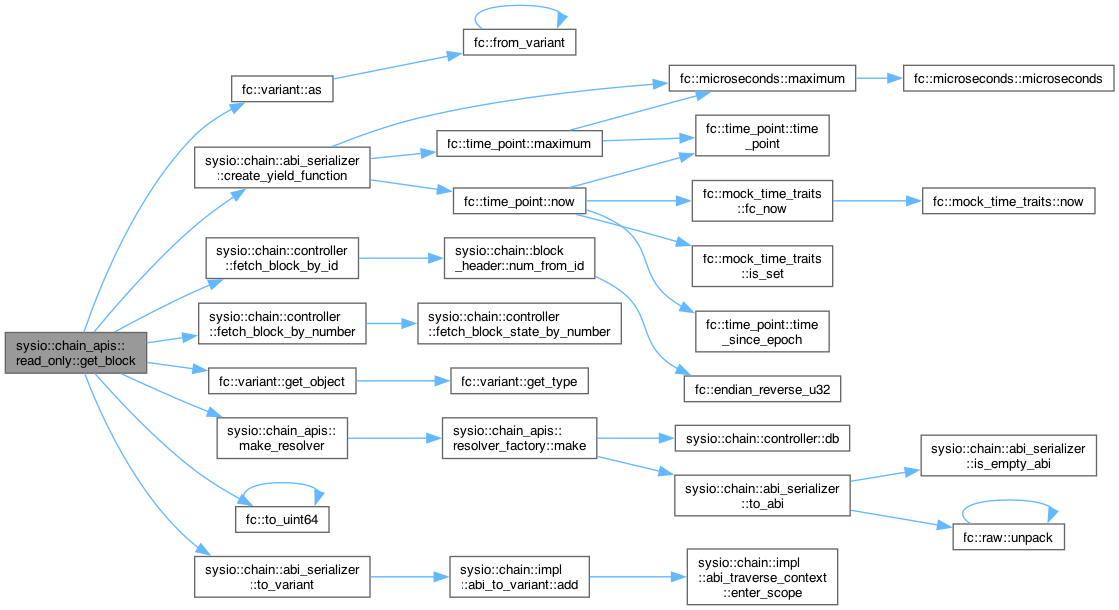 fc::from_variant
fc::variant::as
fc::microseconds::maximum
fc::microseconds::microseconds
fc::time_point::time
_point
fc::time_point::maximum
sysio::chain::abi_serializer
::create_yield_function
fc::time_point::now
fc::mock_time_traits
::fc_now
fc::mock_time_traits::now
sysio::chain::controller
::fetch_block_by_id
sysio::chain::block
_header::num_from_id
fc::mock_time_traits
::is_set
sysio::chain::controller
::fetch_block_by_number
sysio::chain::controller
::fetch_block_state_by_number
fc::time_point::time
_since_epoch
sysio::chain_apis::
read_only::get_block
fc::variant::get_object
fc::variant::get_type
fc::endian_reverse_u32
sysio::chain_apis::
make_resolver
sysio::chain_apis::
resolver_factory::make
sysio::chain::controller::db
sysio::chain::abi_serializer
::is_empty_abi
sysio::chain::abi_serializer
::to_abi
fc::to_uint64
fc::raw::unpack
sysio::chain::abi_serializer
::to_variant
sysio::chain::impl
::abi_to_variant::add
sysio::chain::impl
::abi_traverse_context
::enter_scope